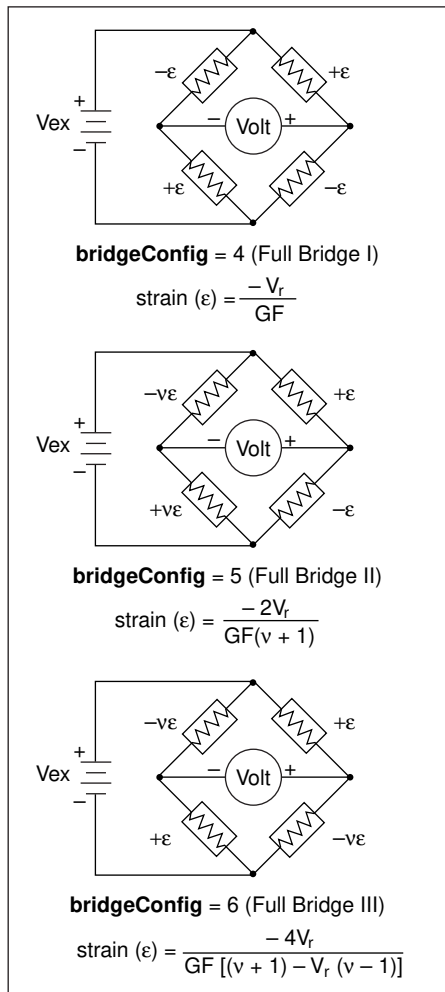 −ε
+ε
+
Vex
−
− Volt +
+ε
−ε
bridgeConfig = 4 (Full Bridge I)
strain (ε) = − Vr / GF
−νε
+ε
+
Vex
−
− Volt +
+νε
−ε
bridgeConfig = 5 (Full Bridge II)
strain (ε) = − 2Vr / GF(ν + 1)
−νε
+ε
+
Vex
−
− Volt +
+ε
−νε
bridgeConfig = 6 (Full Bridge III)
strain (ε) = − 4Vr / GF [(ν + 1) − Vr (ν − 1)]